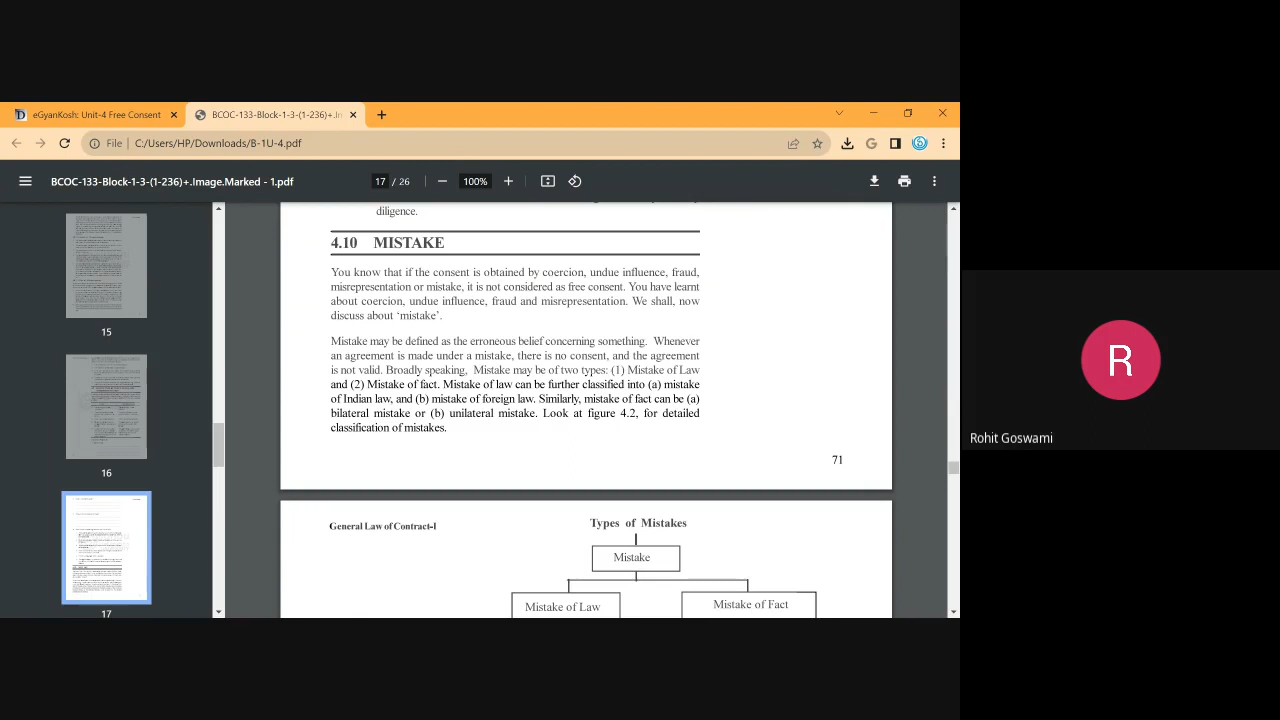 eGyanKosh: Unit-4 Free Consent
BCOC-133-Block-1-3-(1-236)+.In
File
C:/Users/HP/Downloads/B-1U-4.pdf
BCOC-133-Block-1-3-(1-236)+.Image.Marked - 1.pdf
17 / 26
100%
diligence.
4.10 MISTAKE
You know that if the consent is obtained by coercion, undue influence, fraud,
misrepresentation or mistake, it is not considered as free consent. You have learnt
about coercion, undue influence, fraud and misrepresentation. We shall, now
discuss about ‘mistake’.
Mistake may be defined as the erroneous belief concerning something. Whenever
an agreement is made under a mistake, there is no consent, and the agreement
is not valid. Broadly speaking, Mistake may be of two types: (1) Mistake of Law
and (2) Mistake of fact. Mistake of law can be further classified into (a) mistake
of Indian law, and (b) mistake of foreign law. Similarly, mistake of fact can be (a)
bilateral mistake or (b) unilateral mistake. Look at figure 4.2, for detailed
classification of mistakes.
71
General Law of Contract-I
Types of Mistakes
Mistake
Mistake of Law
Mistake of Fact
15
16
17
R
Rohit Goswami